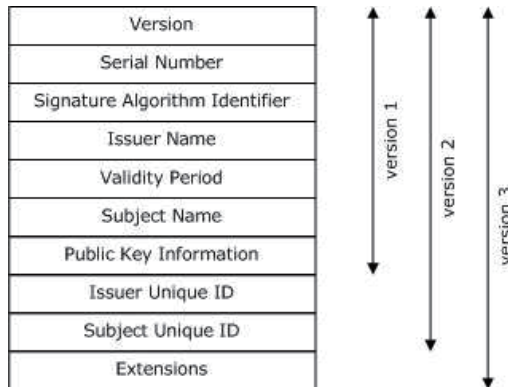 Version
Serial Number
Signature Algorithm Identifier
Issuer Name
Validity Period
Subject Name
Public Key Information
Issuer Unique ID
Subject Unique ID
Extensions
version 1
version 2
version 3